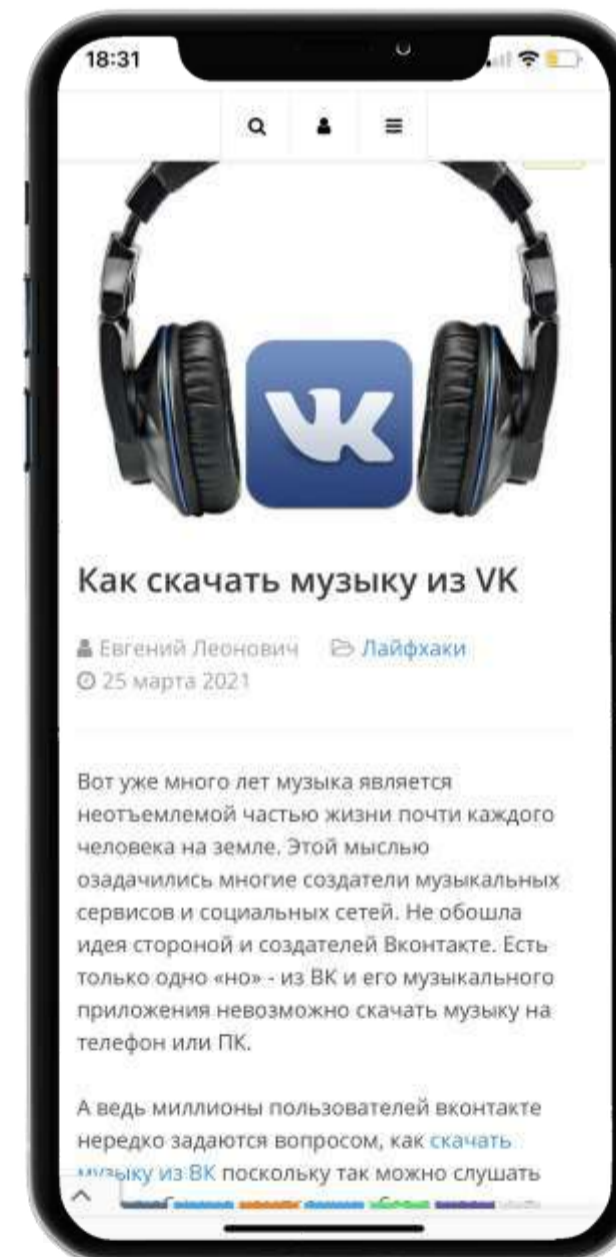 18:31
Как скачать музыку из VK
Евгений Леонович Лайфхаки
25 марта 2021
Вот уже много лет музыка является
неотъемлемой частью жизни почти каждого
человека на земле. Этой мыслью
озадачились многие создатели музыкальных
сервисов и социальных сетей. Не обошла
идея стороной и создателей Вконтакте. Есть
только одно «но» - из ВК и его музыкального
приложения невозможно скачать музыку на
телефон или ПК.
А ведь миллионы пользователей вконтакте
нередко задаются вопросом, как скачать
музыку из ВК поскольку так можно слушать